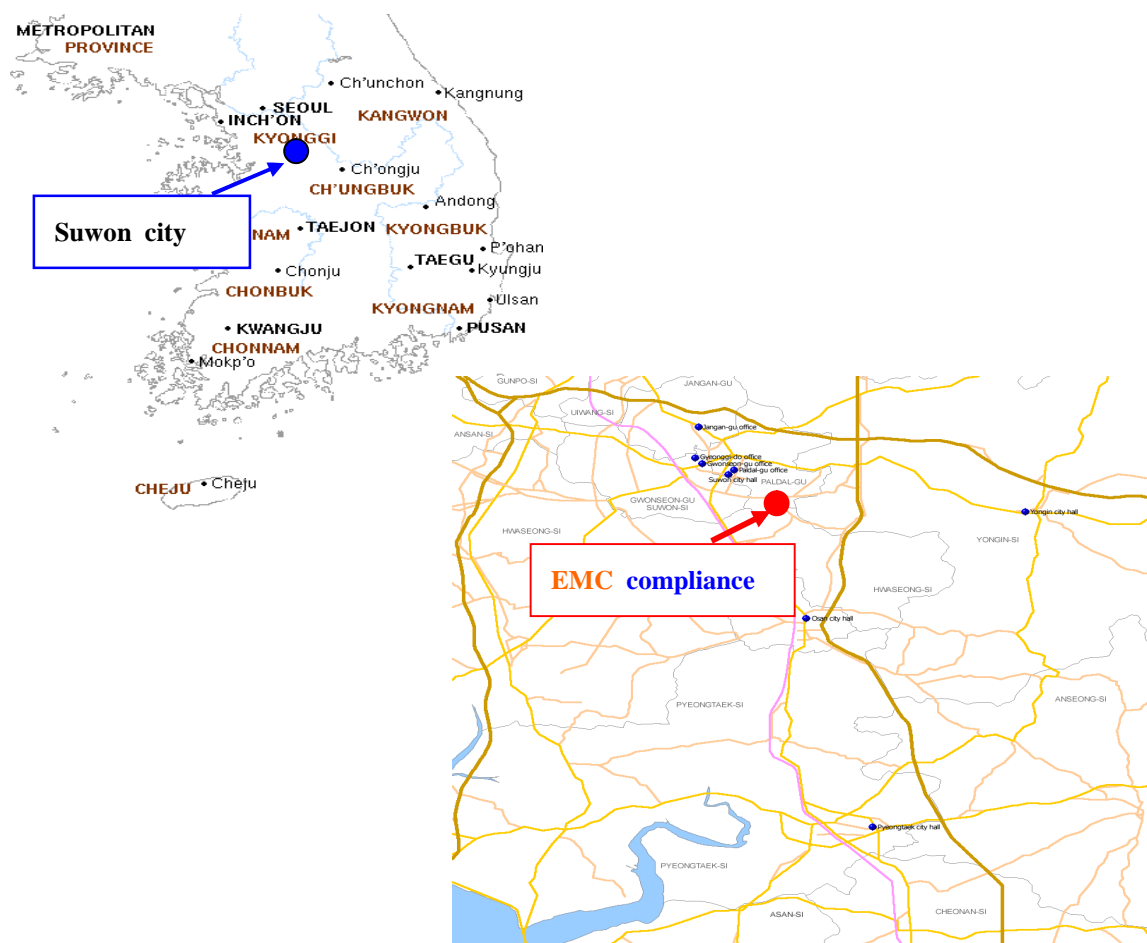 METROPOLITAN
PROVINCE
Ch'unchon
Kangnung
SEOUL
INCH'ON
KANGWON
KYONGGI
Ch'ongju
CH'UNGBUK
Andong
Suwon city
NAM
TAEJON
KYONGBUK
P'ohan
TAEGU
Kyungju
Chonju
CHONBUK
Ulsan
KYONGNAM
KWANGJU
PUSAN
CHONNAM
Mokp'o
CHEJU
Cheju
GUNPO-SI
JANGAN-GU
UIWANG-SI
Jangan-gu office
ANSAN-SI
Gyeonggi-do office
Gwonseon-gu office
Paldal-gu office
Suwon city hall
PALDAL-GU
GWONSEON-GU
SUWON-SI
Yongin city hall
HWASEONG-SI
YONGIN-SI
EMC compliance
HWASEONG-SI
Osan city hall
PYEONGTAEK-SI
ANSEONG-SI
Pyeongtaek city hall
PYEONGTAEK-SI
ASAN-SI
CHEONAN-SI